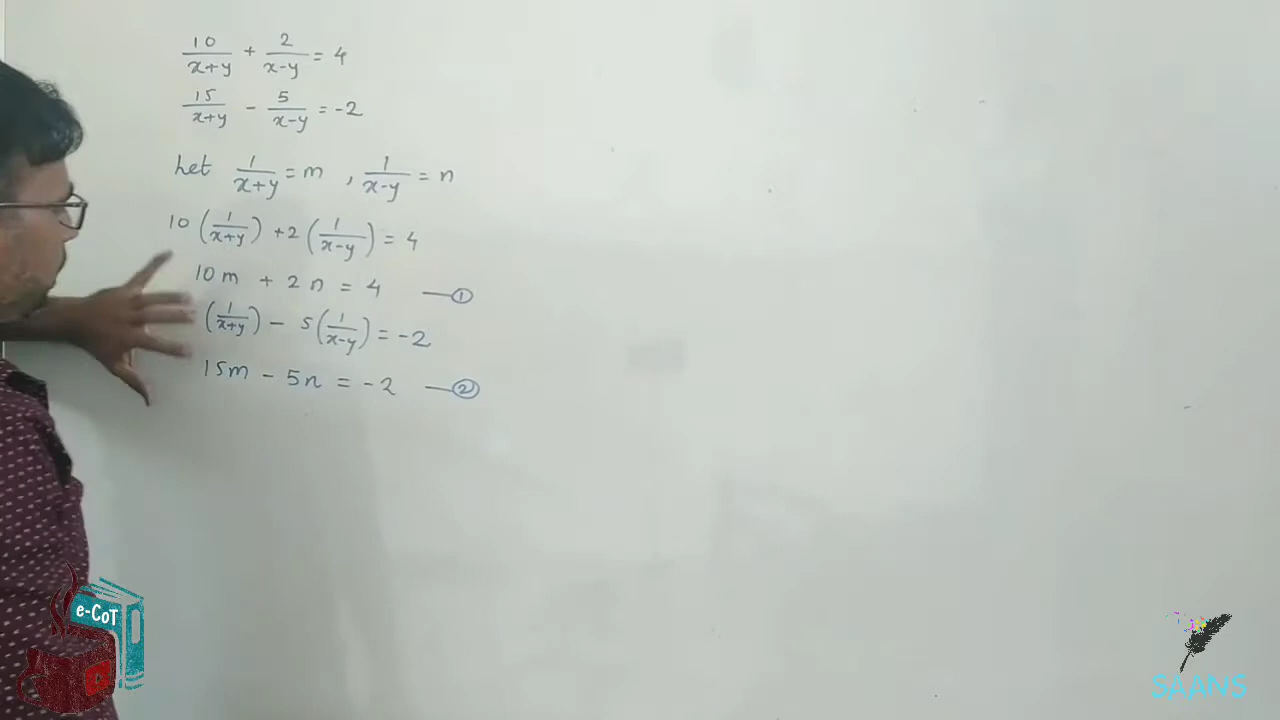 10/(x+y) + 2/(x-y) = 4
15/(x+y) - 5/(x-y) = -2
Let 1/(x+y) = m , 1/(x-y) = n
10 (1/(x+y)) + 2 (1/(x-y)) = 4
10m + 2n = 4 —①
(1/(x+y)) - 5 (1/(x-y)) = -2
15m - 5n = -2 —②
e-CoT
SAANS